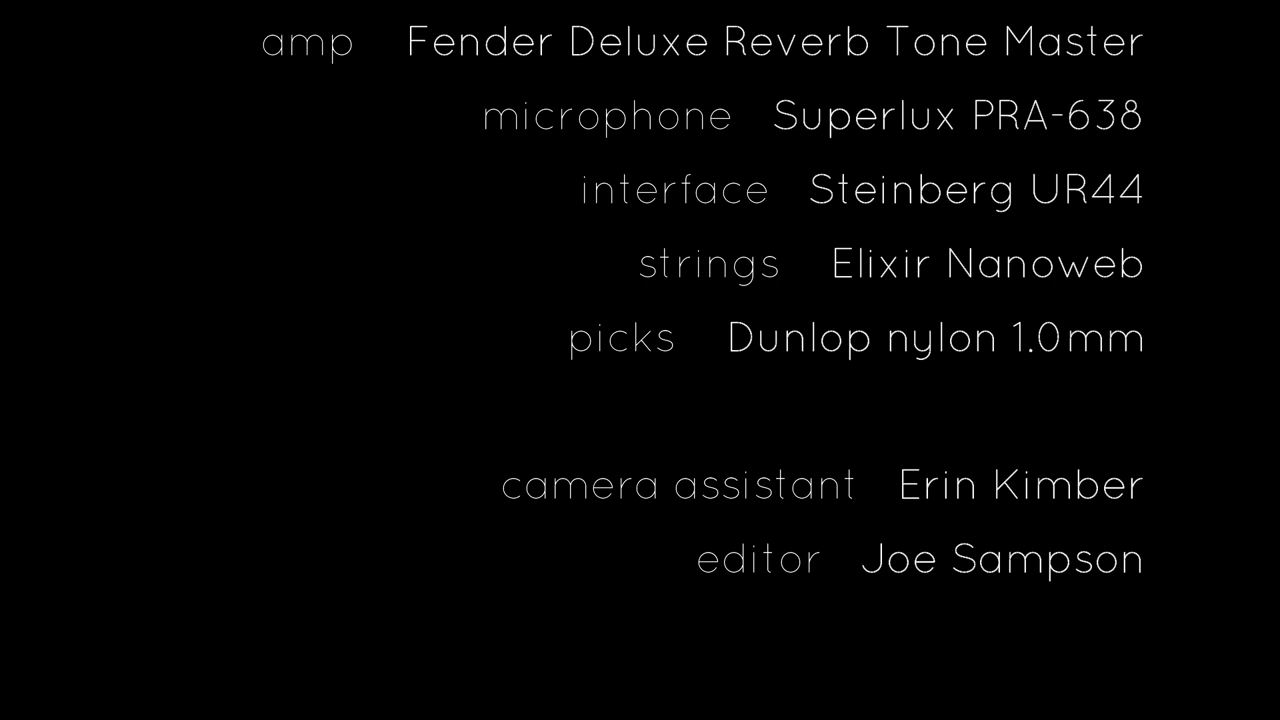 amp Fender Deluxe Reverb Tone Master
microphone Superlux PRA-638
interface Steinberg UR44
strings Elixir Nanoweb
picks Dunlop nylon 1.0mm
camera assistant Erin Kimber
editor Joe Sampson